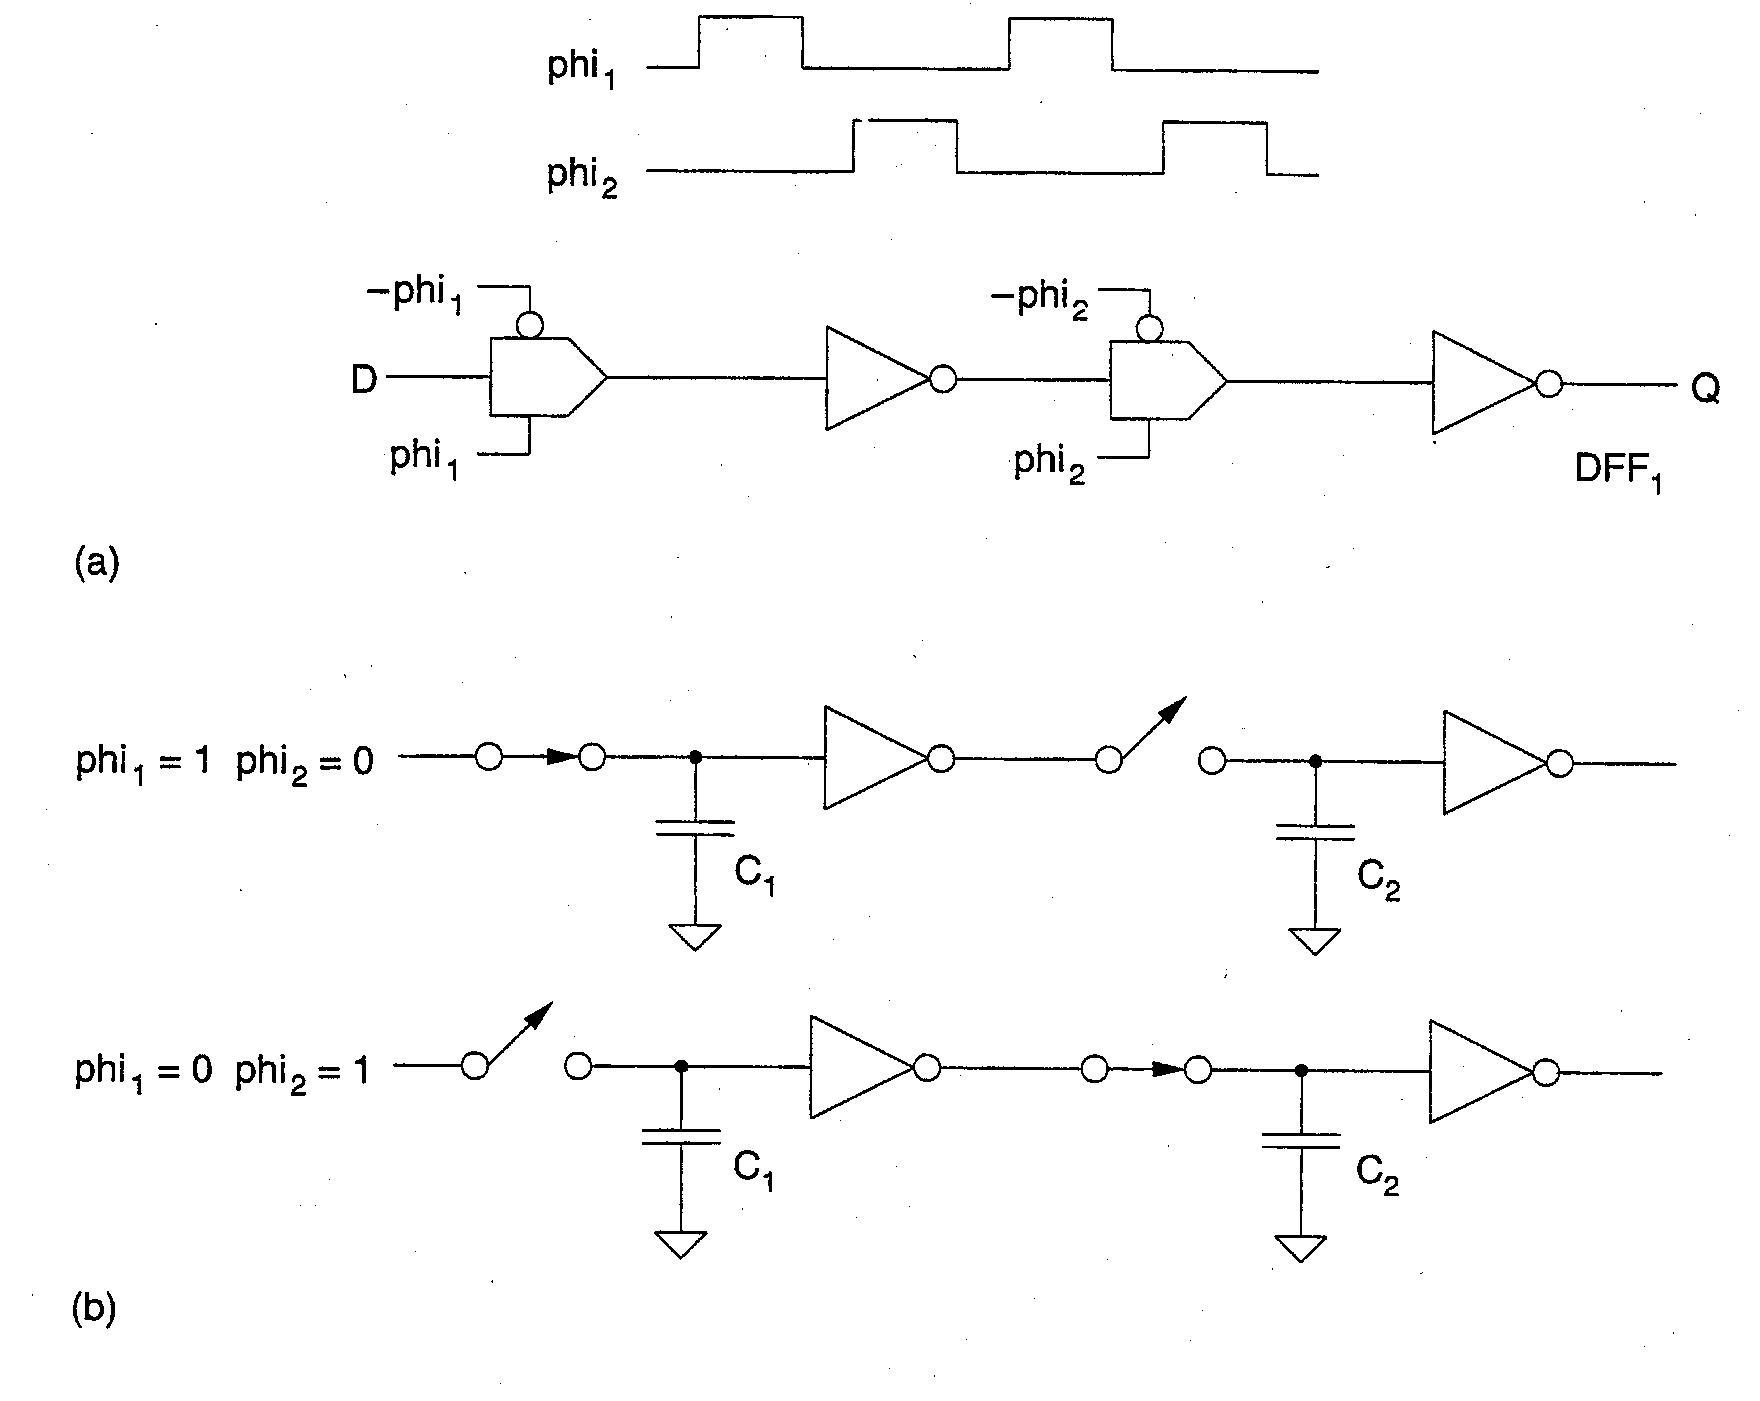 phi1
phi2
–phi1
–phi2
D
Q
phi1
phi2
DFF1
(a)
phi1 = 1 phi2 = 0
C1
C2
phi1 = 0 phi2 = 1
C1
C2
(b)